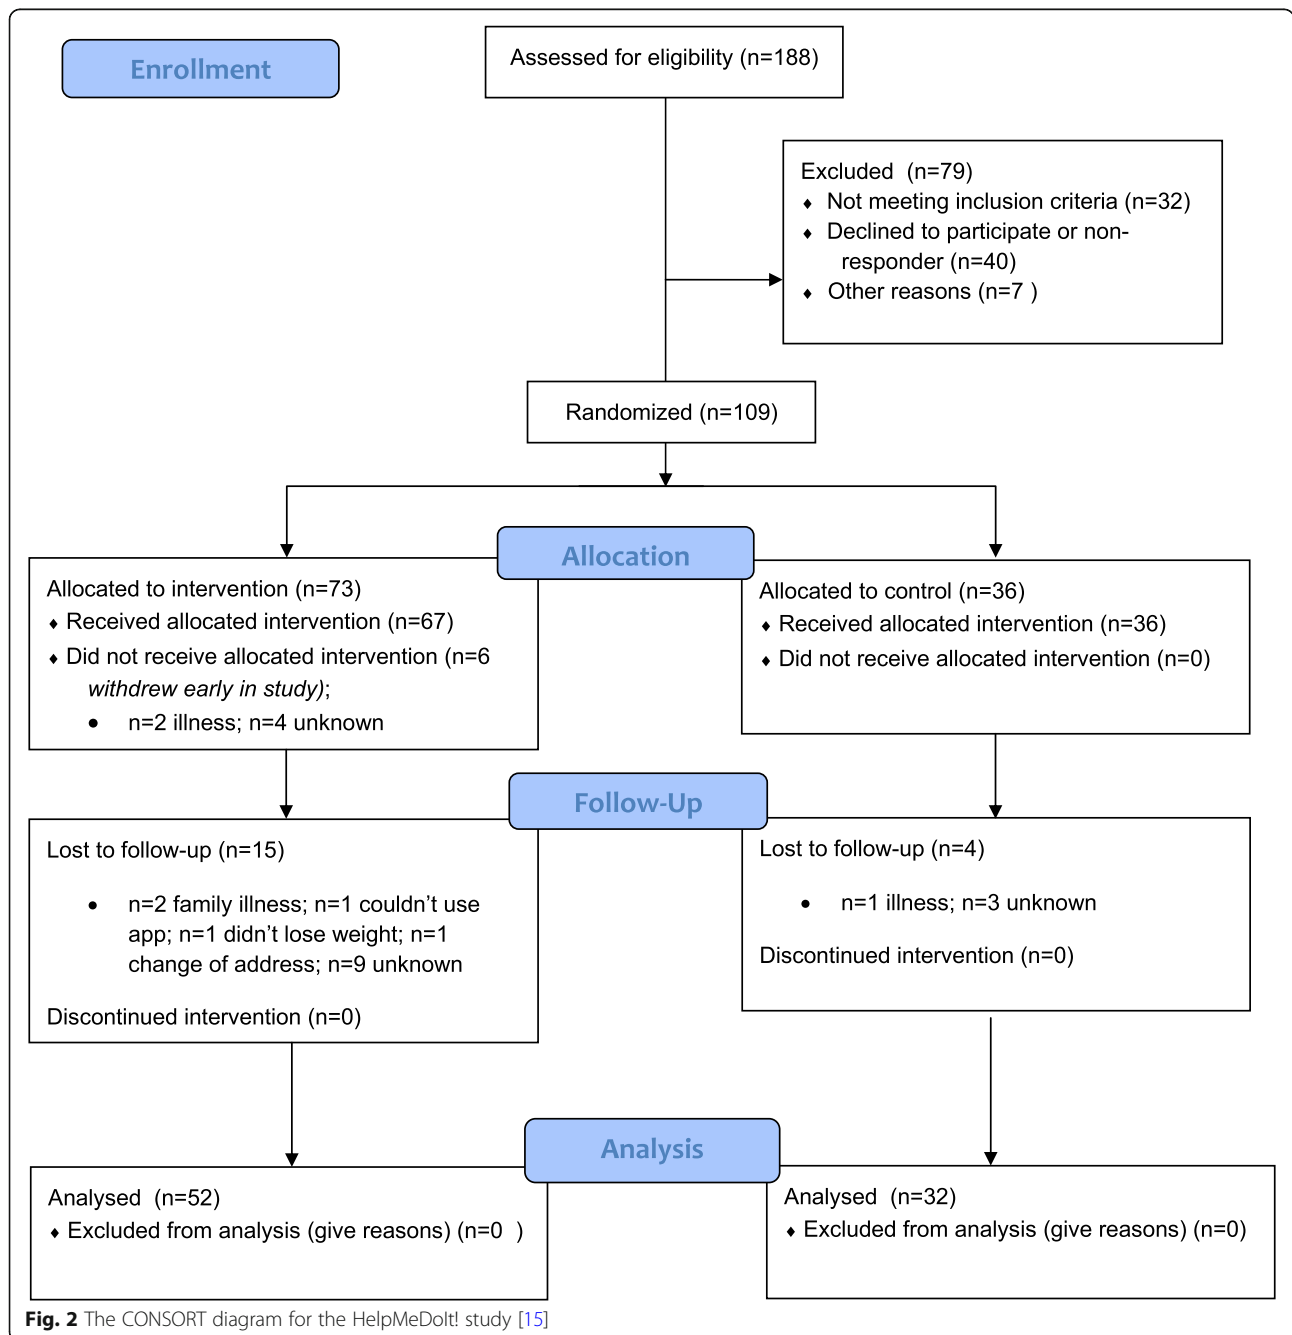 Enrollment
Assessed for eligibility (n=188)
Excluded (n=79)
♦ Not meeting inclusion criteria (n=32)
♦ Declined to participate or non-
responder (n=40)
♦ Other reasons (n=7 )
Randomized (n=109)
Allocation
Allocated to intervention (n=73)
♦ Received allocated intervention (n=67)
♦ Did not receive allocated intervention (n=6
withdrew early in study);
● n=2 illness; n=4 unknown
Allocated to control (n=36)
♦ Received allocated intervention (n=36)
♦ Did not receive allocated intervention (n=0)
Follow-Up
Lost to follow-up (n=15)
● n=2 family illness; n=1 couldn't use
app; n=1 didn't lose weight; n=1
change of address; n=9 unknown
Discontinued intervention (n=0)
Lost to follow-up (n=4)
● n=1 illness; n=3 unknown
Discontinued intervention (n=0)
Analysis
Analysed (n=52)
♦ Excluded from analysis (give reasons) (n=0 )
Analysed (n=32)
♦ Excluded from analysis (give reasons) (n=0)
Fig. 2 The CONSORT diagram for the HelpMeDoIt! study [15]